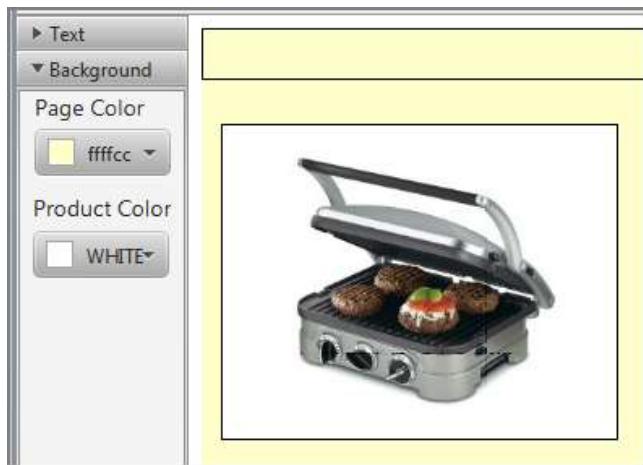 Text
Background
Page Color
ffffcc
Product Color
WHITE